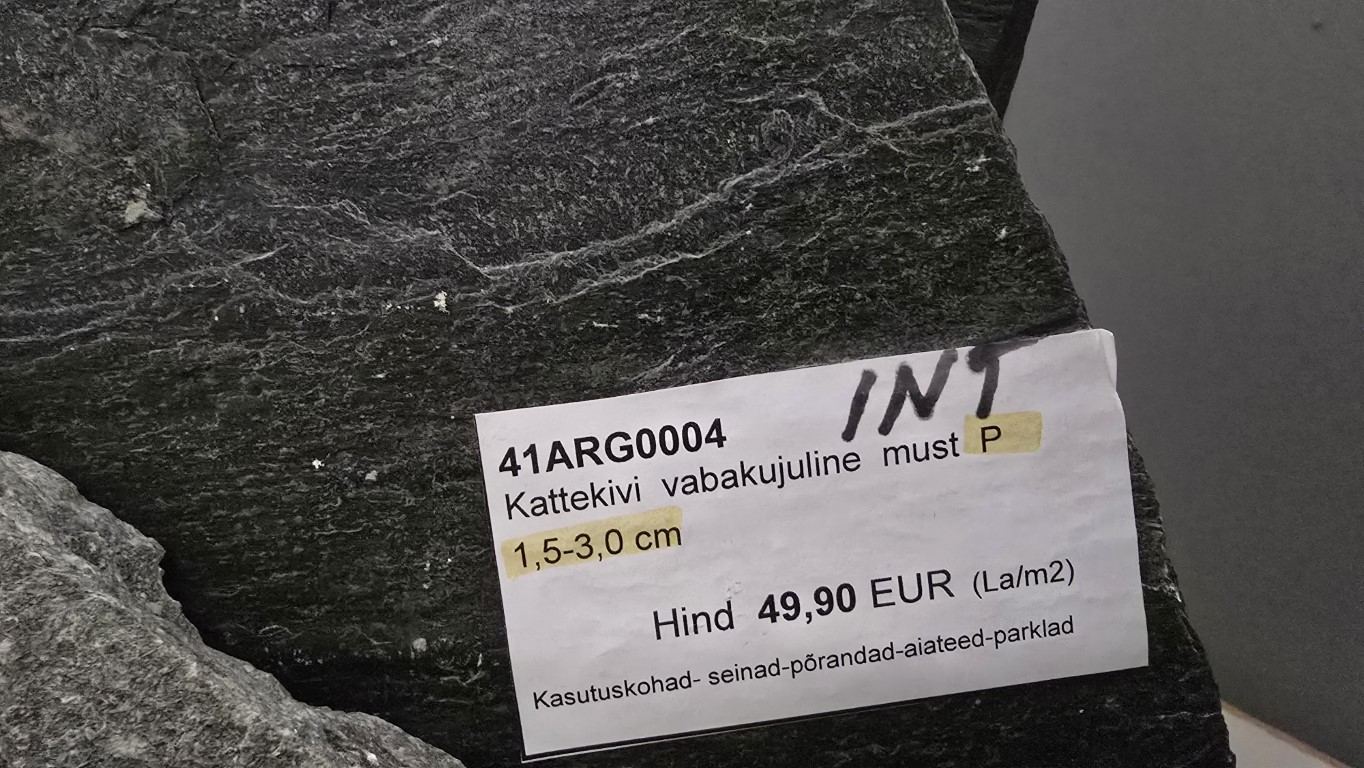 INT
41ARG0004
Kattekivi vabakujuline must P
1,5-3,0 cm
Hind 49,90 EUR (La/m2)
Kasutuskohad- seinad-põrandad-aiateed-parklad